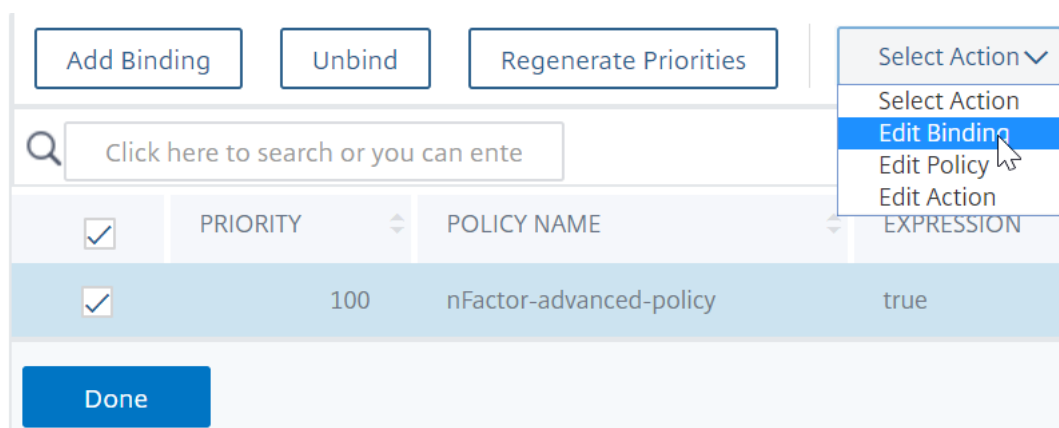 Add Binding Unbind Regenerate Priorities Select Action
Select Action
Edit Binding
Edit Policy
Edit Action
Click here to search or you can ente
PRIORITY POLICY NAME EXPRESSION
100 nFactor-advanced-policy true
Done